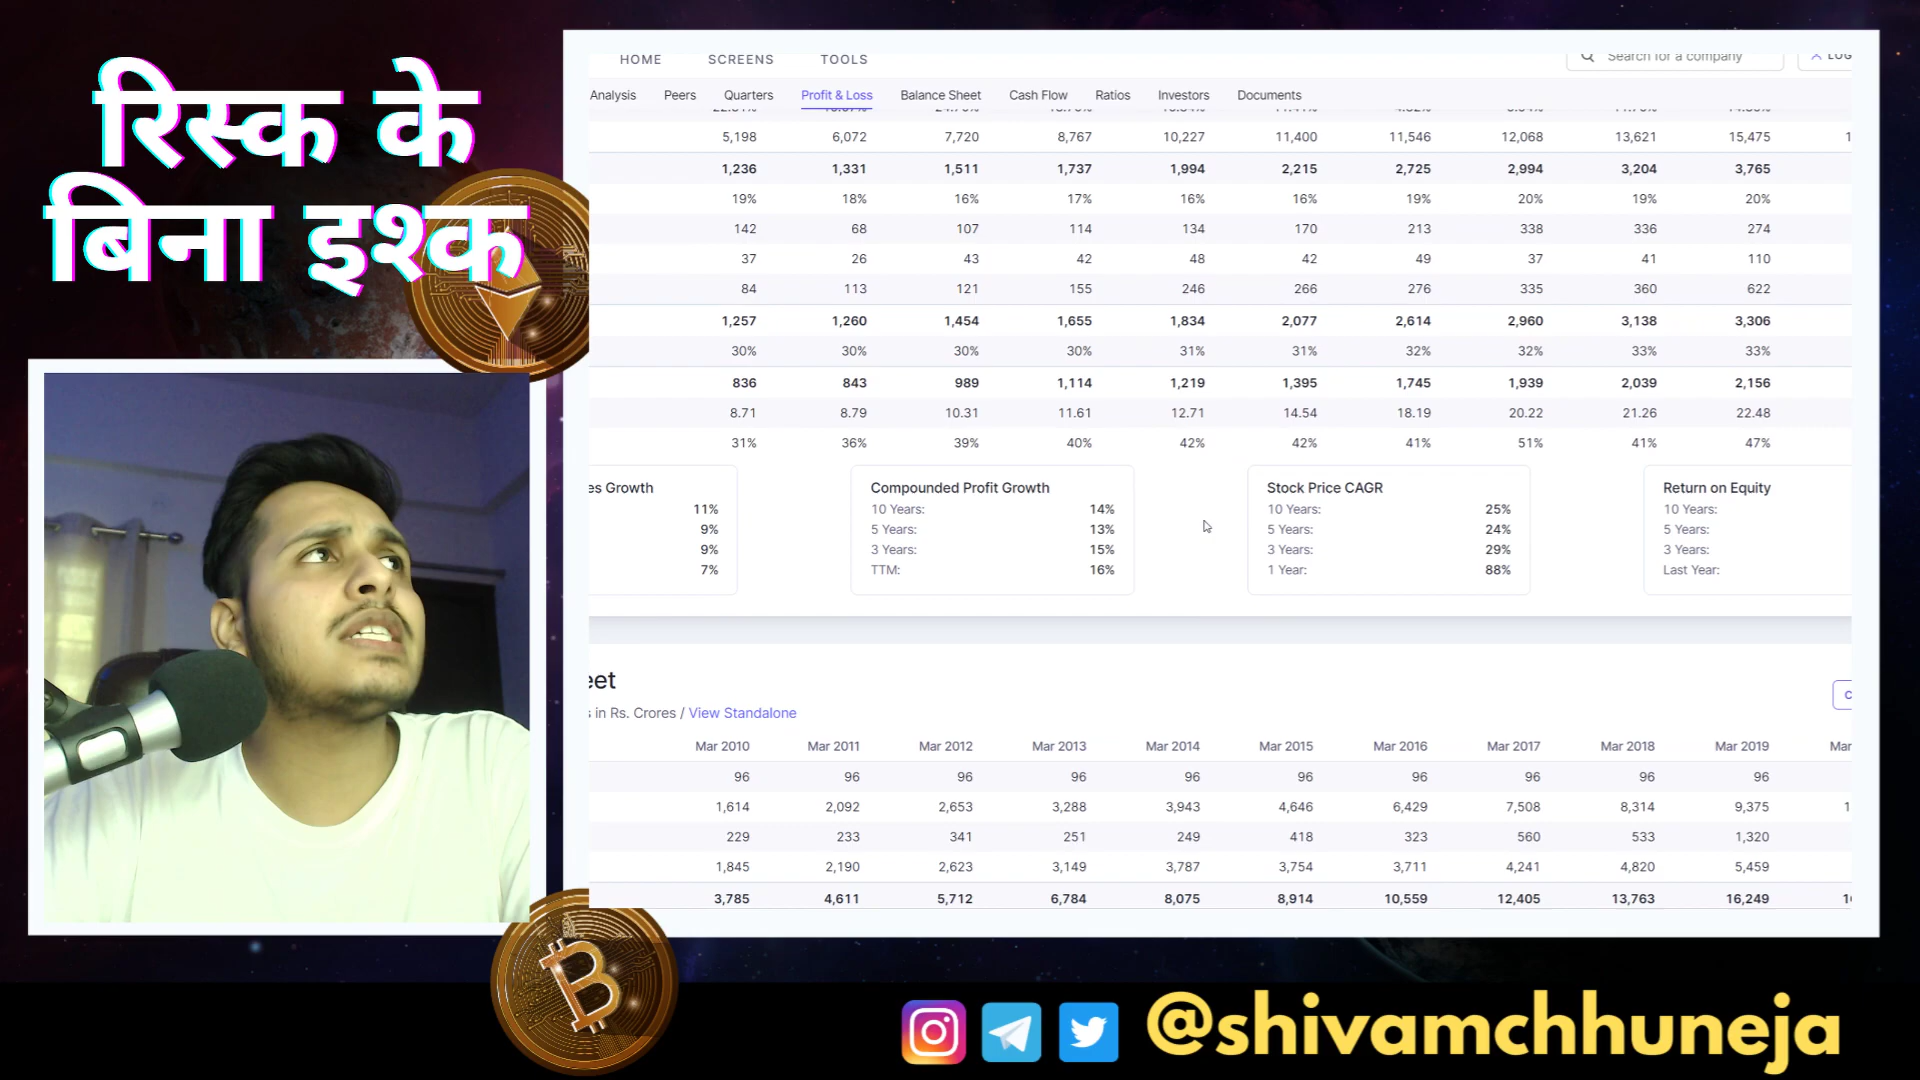 रिस्क के
बिना इश्क
HOME SCREENS TOOLS
Search for a company
Analysis Peers Quarters Profit & Loss Balance Sheet Cash Flow Ratios Investors Documents
5,198 6,072 7,720 8,767 10,227 11,400 11,546 12,068 13,621 15,475 1
1,236 1,331 1,511 1,737 1,994 2,215 2,725 2,994 3,204 3,765
19% 18% 16% 17% 16% 16% 19% 20% 19% 20%
142 68 107 114 134 170 213 338 336 274
37 26 43 42 48 42 49 37 41 110
84 113 121 155 246 266 276 335 360 622
1,257 1,260 1,454 1,655 1,834 2,077 2,614 2,960 3,138 3,306
30% 30% 30% 30% 31% 31% 32% 32% 33% 33%
836 843 989 1,114 1,219 1,395 1,745 1,939 2,039 2,156
8.71 8.79 10.31 11.61 12.71 14.54 18.19 20.22 21.26 22.48
31% 36% 39% 40% 42% 42% 41% 51% 41% 47%
es Growth Compounded Profit Growth Stock Price CAGR Return on Equity
11% 10 Years: 14% 10 Years: 25% 10 Years:
9% 5 Years: 13% 5 Years: 24% 5 Years:
9% 3 Years: 15% 3 Years: 29% 3 Years:
7% TTM: 16% 1 Year: 88% Last Year:
eet
s in Rs. Crores / View Standalone
Mar 2010 Mar 2011 Mar 2012 Mar 2013 Mar 2014 Mar 2015 Mar 2016 Mar 2017 Mar 2018 Mar 2019 Mar
96 96 96 96 96 96 96 96 96 96
1,614 2,092 2,653 3,288 3,943 4,646 6,429 7,508 8,314 9,375 1
229 233 341 251 249 418 323 560 533 1,320
1,845 2,190 2,623 3,149 3,787 3,754 3,711 4,241 4,820 5,459
3,785 4,611 5,712 6,784 8,075 8,914 10,559 12,405 13,763 16,249
@shivamchhuneja